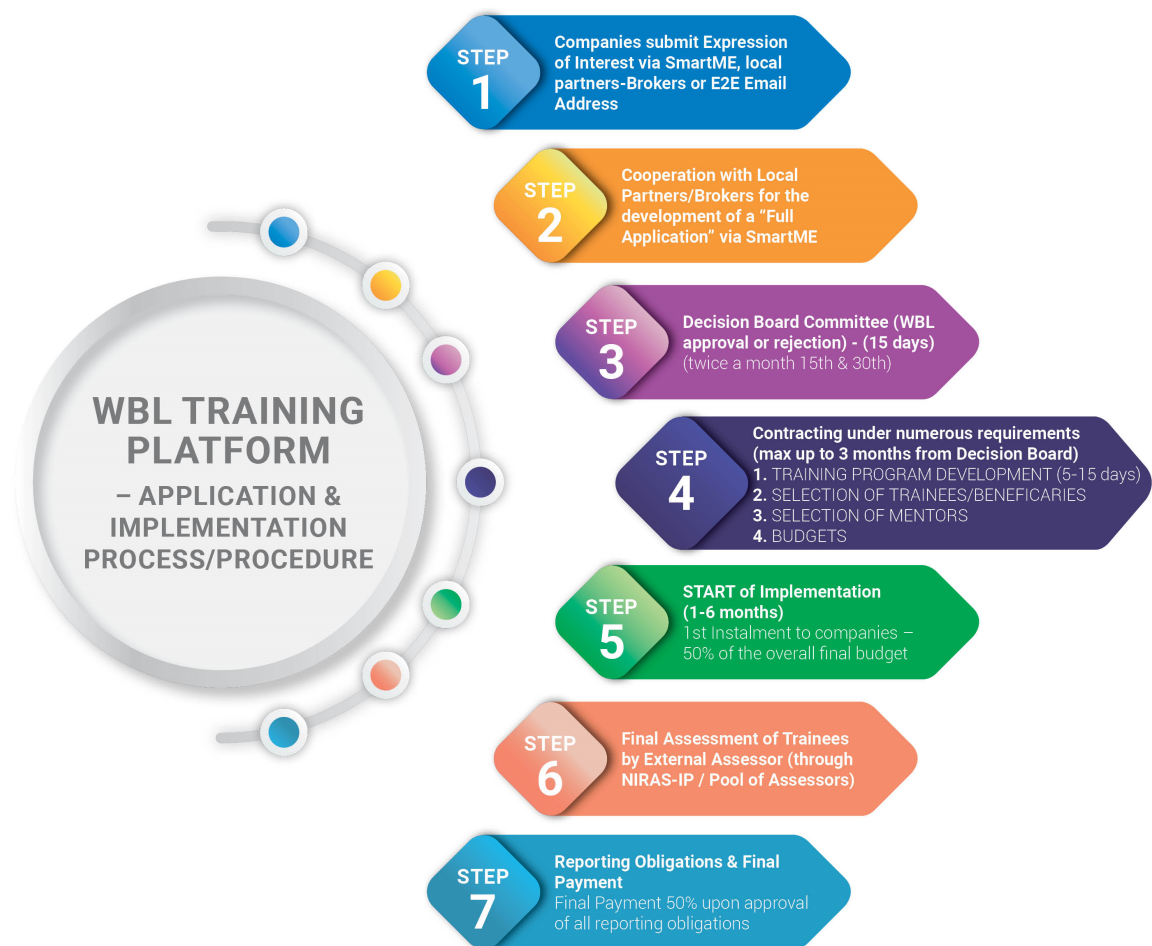 WBL TRAINING
PLATFORM
– APPLICATION &
IMPLEMENTATION
PROCESS/PROCEDURE
STEP
1
Companies submit Expression
of Interest via SmartME, local
partners-Brokers or E2E Email
Address
STEP
2
Cooperation with Local
Partners/Brokers for the
development of a “Full
Application” via SmartME
STEP
3
Decision Board Committee (WBL
approval or rejection) - (15 days)
(twice a month 15th & 30th)
STEP
4
Contracting under numerous requirements
(max up to 3 months from Decision Board)
1. TRAINING PROGRAM DEVELOPMENT (5-15 days)
2. SELECTION OF TRAINEES/BENEFICARIES
3. SELECTION OF MENTORS
4. BUDGETS
STEP
5
START of Implementation
(1-6 months)
1st Instalment to companies –
50% of the overall final budget
STEP
6
Final Assessment of Trainees
by External Assessor (through
NIRAS-IP / Pool of Assessors)
STEP
7
Reporting Obligations & Final
Payment
Final Payment 50% upon approval
of all reporting obligations